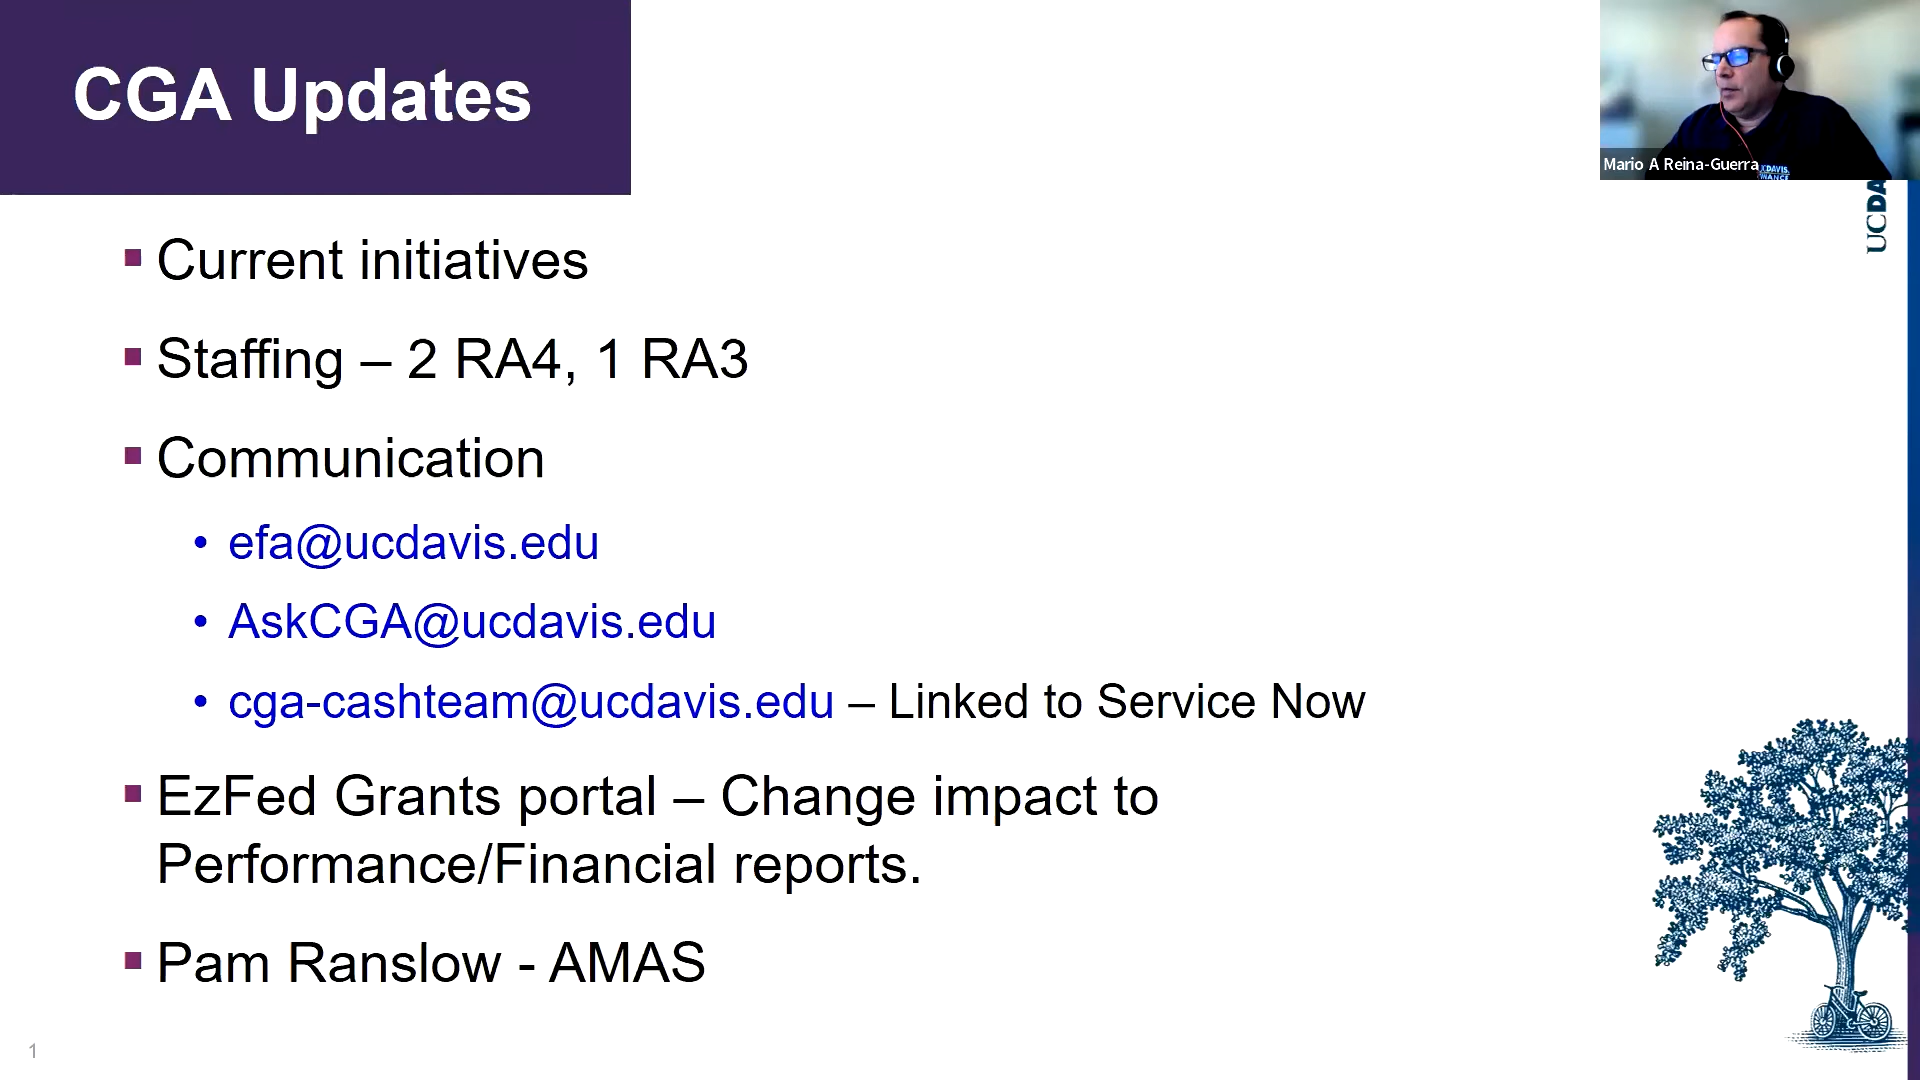 CGA Updates
Mario A Reina-Guerra
UCDA
Current initiatives
Staffing – 2 RA4, 1 RA3
Communication
efa@ucdavis.edu
AskCGA@ucdavis.edu
cga-cashteam@ucdavis.edu – Linked to Service Now
EzFed Grants portal – Change impact to
Performance/Financial reports.
Pam Ranslow - AMAS
1